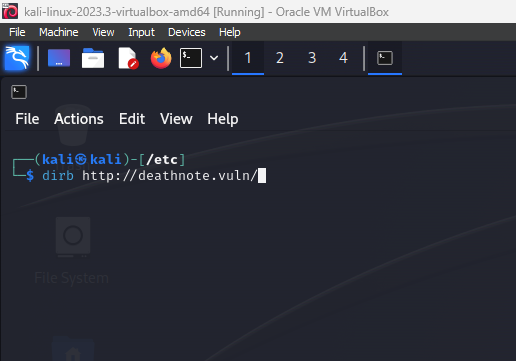 kali-linux-2023.3-virtualbox-amd64 [Running] - Oracle VM VirtualBox
File Machine View Input Devices Help
1 2 3 4
File Actions Edit View Help
┌──(kali㉿kali)-[/etc]
└─$ dirb http://deathnote.vuln/
File System